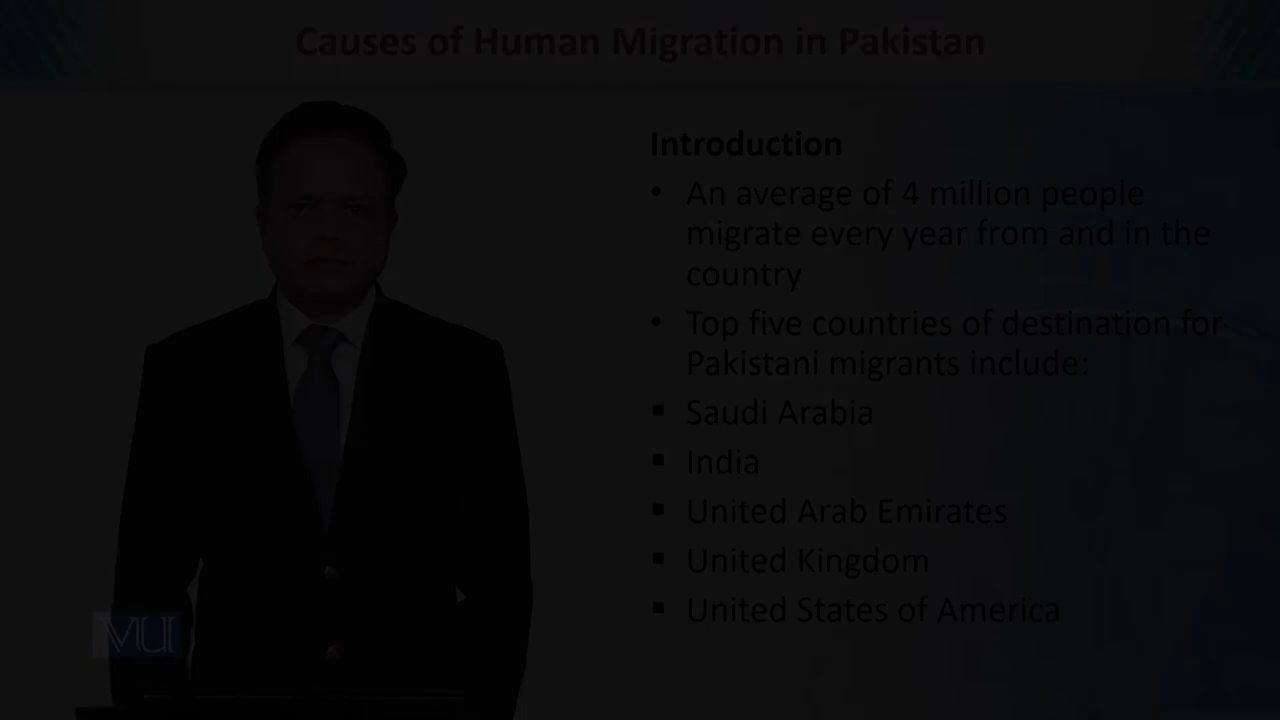 Causes of Human Migration in Pakistan
Introduction
• An average of 4 million people
migrate every year from and in the
country
• Top five countries of destination for
Pakistani migrants include:
▪ Saudi Arabia
▪ India
▪ United Arab Emirates
▪ United Kingdom
▪ United States of America
VU